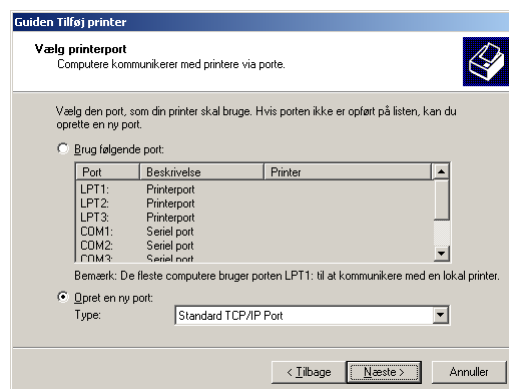 Guiden Tilføj printer
Vælg printerport
Computere kommunikerer med printere via porte.
Vælg den port, som din printer skal bruge. Hvis porten ikke er opført på listen, kan du
oprette en ny port.
Brug følgende port:
Port Beskrivelse Printer
LPT1: Printerport
LPT2: Printerport
LPT3: Printerport
COM1: Seriel port
COM2: Seriel port
COM3: Seriel port
Bemærk: De fleste computere bruger porten LPT1: til at kommunikere med en lokal printer.
Opret en ny port:
Type: Standard TCP/IP Port
< Tilbage Næste > Annuller